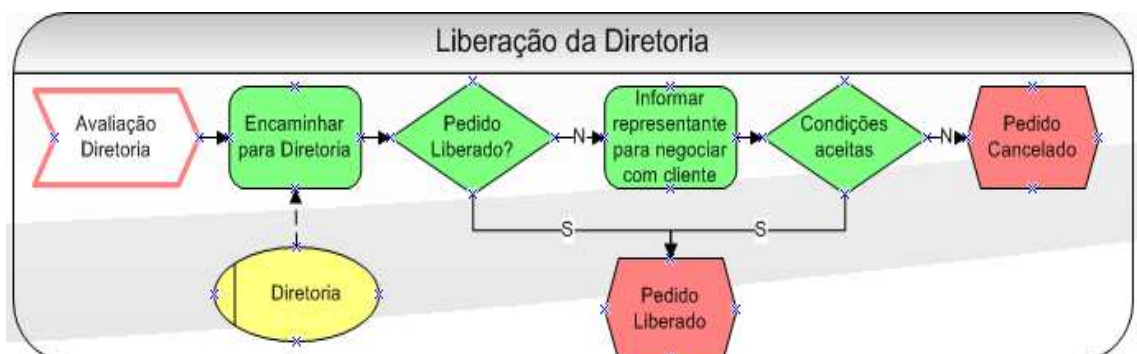 Liberação da Diretoria
Avaliação
Diretoria
Encaminhar
para Diretoria
Pedido
Liberado?
N
Informar
representante
para negociar
com cliente
Condições
aceitas
N
Pedido
Cancelado
S
S
Diretoria
Pedido
Liberado